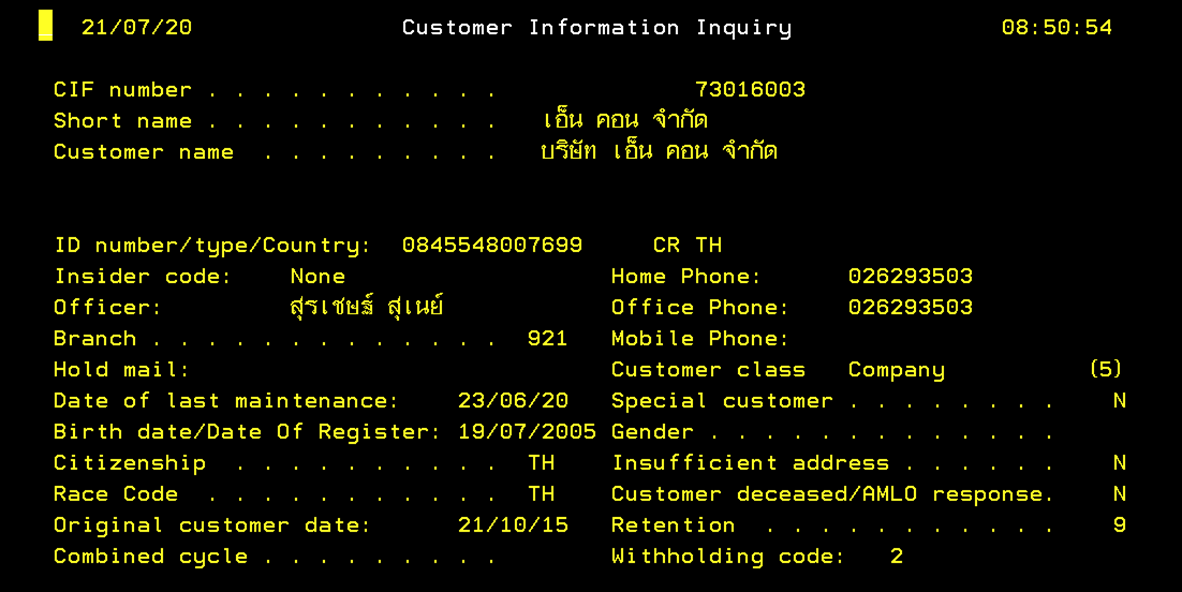 21/07/20 Customer Information Inquiry 08:50:54
CIF number . . . . . . . . . . . 73016003
Short name . . . . . . . . . . . เอ็น คอน จำกัด
Customer name . . . . . . . . . บริษัท เอ็น คอน จำกัด
ID number/type/Country: 0845548007699 CR TH
Insider code: None Home Phone: 026293503
Officer: สุรเชษฐ์ สุเนย์ Office Phone: 026293503
Branch . . . . . . . . . . . . . 921 Mobile Phone:
Hold mail: Customer class Company (5)
Date of last maintenance: 23/06/20 Special customer . . . . . . . . N
Birth date/Date Of Register: 19/07/2005 Gender . . . . . . . . . . . . .
Citizenship . . . . . . . . . . TH Insufficient address . . . . . . N
Race Code . . . . . . . . . . . TH Customer deceased/AMLO response. N
Original customer date: 21/10/15 Retention . . . . . . . . . . . 9
Combined cycle . . . . . . . . . Withholding code: 2